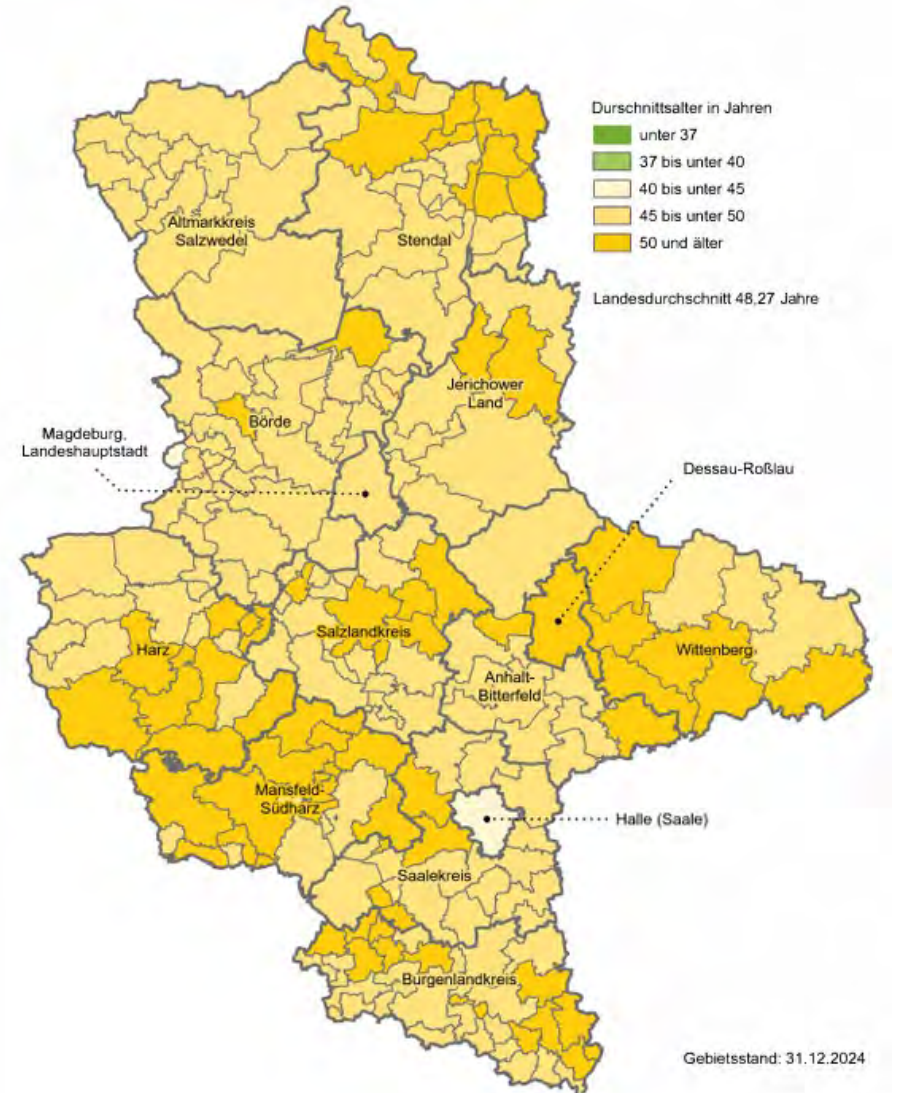 Durschnittsalter in Jahren
unter 37
37 bis unter 40
40 bis unter 45
45 bis unter 50
50 und älter
Landesdurchschnitt 48,27 Jahre
Altmarkkreis
Salzwedel
Stendal
Jerichower
Land
Börde
Magdeburg,
Landeshauptstadt
Dessau-Roßlau
Salzlandkreis
Harz
Wittenberg
Anhalt-
Bitterfeld
Mansfeld-
Südharz
Halle (Saale)
Saalekreis
Burgenlandkreis
Gebietsstand: 31.12.2024